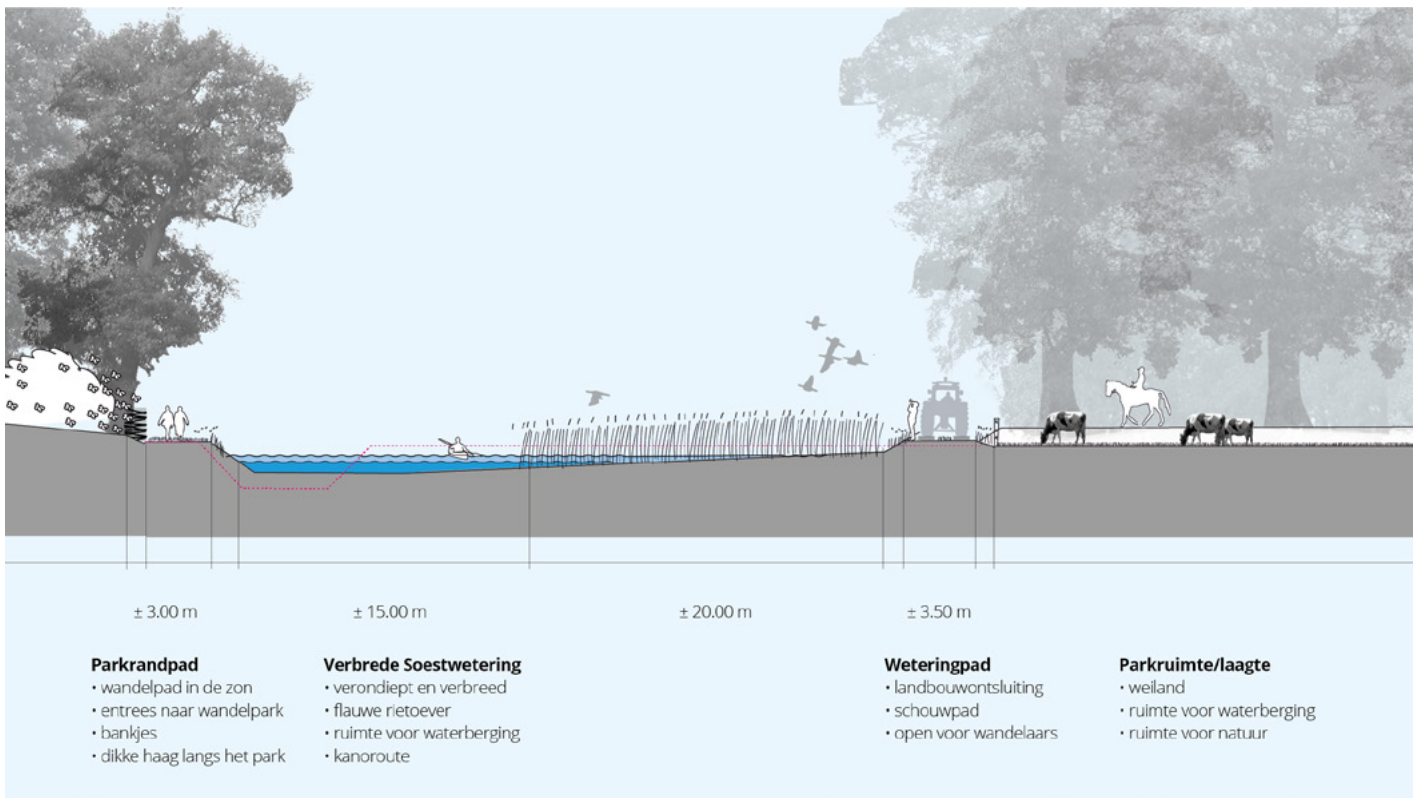 ± 3.00 m
± 15.00 m
± 20.00 m
± 3.50 m
Parkrandpad
• wandelpad in de zon
• entrees naar wandelpark
• bankjes
• dikke haag langs het park
Verbrede Soestwetering
• verondiept en verbreed
• flauwe rietoever
• ruimte voor waterberging
• kanoroute
Weteringpad
• landbouwontsluiting
• schouwpad
• open voor wandelaars
Parkruimte/laagte
• weiland
• ruimte voor waterberging
• ruimte voor natuur